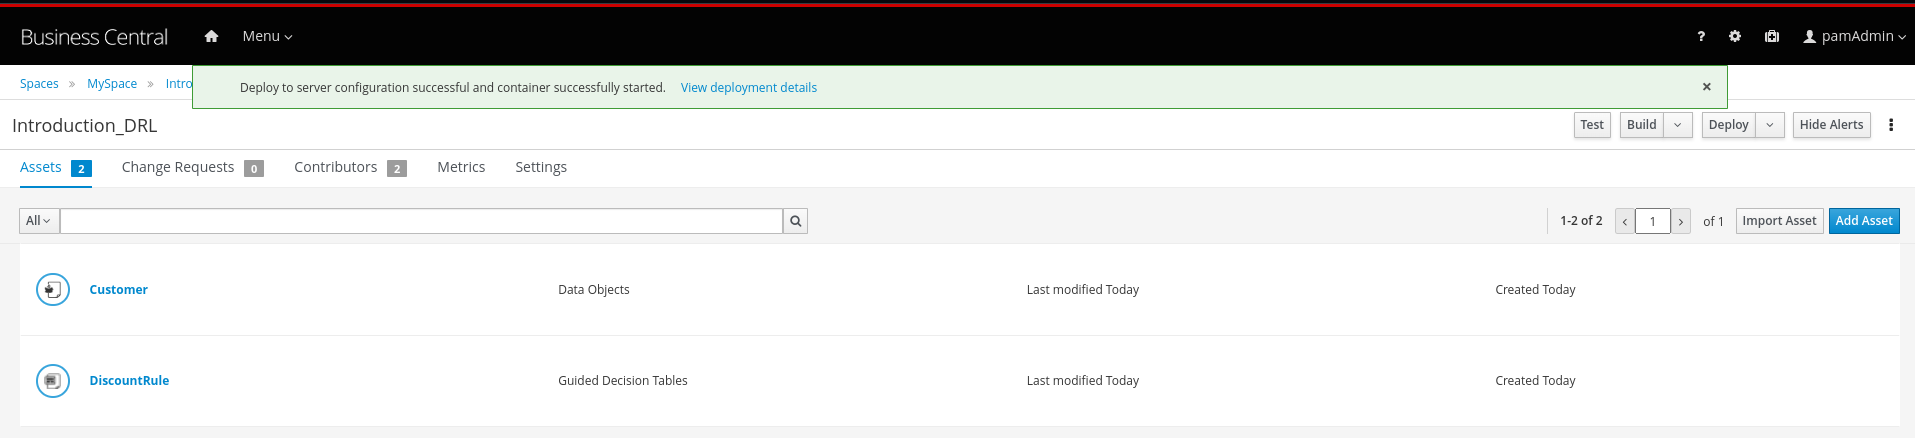 Business Central Menu ? pamAdmin
Spaces » MySpace » Intro
Deploy to server configuration successful and container successfully started. View deployment details ×
Introduction_DRL Test Build Deploy Hide Alerts
Assets 2 Change Requests 0 Contributors 2 Metrics Settings
All 1-2 of 2 < 1 > of 1 Import Asset Add Asset
Customer Data Objects Last modified Today Created Today
DiscountRule Guided Decision Tables Last modified Today Created Today